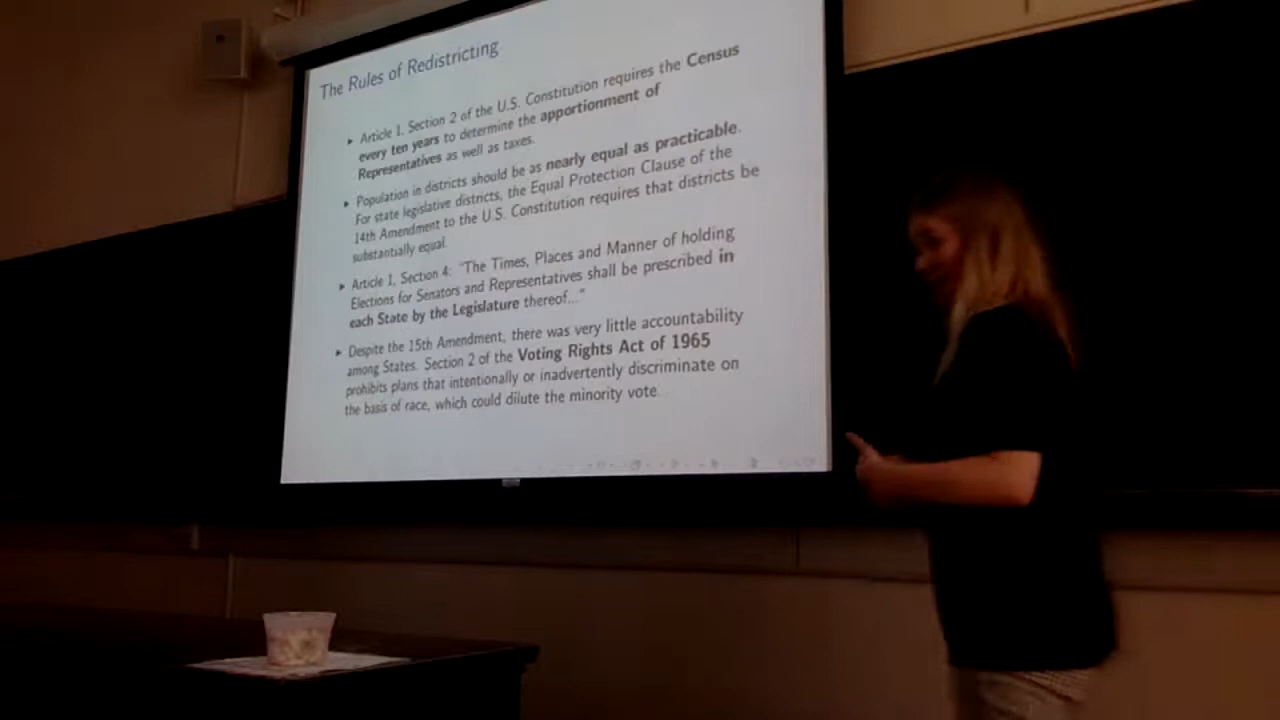 The Rules of Redistricting
▸ Article 1, Section 2 of the U.S. Constitution requires the Census
every ten years to determine the apportionment of
Representatives as well as taxes.
▸ Population in districts should be as nearly equal as practicable.
For state legislative districts, the Equal Protection Clause of the
14th Amendment to the U.S. Constitution requires that districts be
substantially equal.
▸ Article 1, Section 4: "The Times, Places and Manner of holding
Elections for Senators and Representatives shall be prescribed in
each State by the Legislature thereof..."
▸ Despite the 15th Amendment, there was very little accountability
among States. Section 2 of the Voting Rights Act of 1965
prohibits plans that intentionally or inadvertently discriminate on
the basis of race, which could dilute the minority vote.